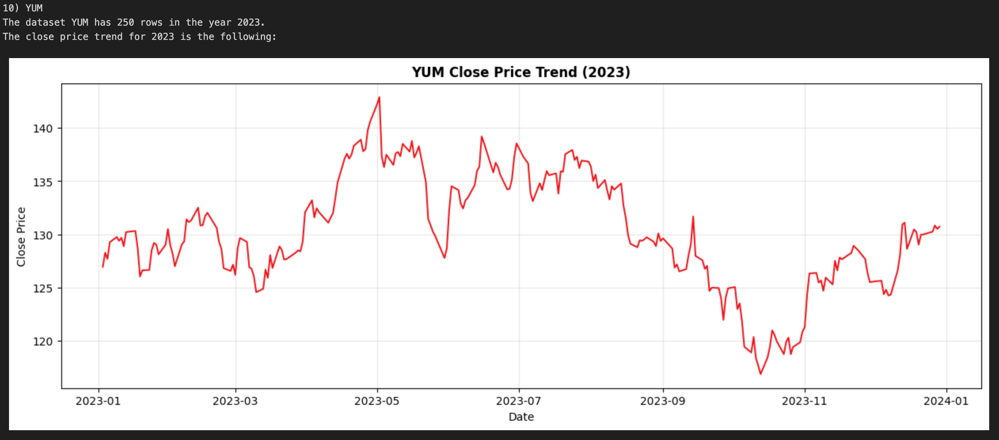 10) YUM
The dataset YUM has 250 rows in the year 2023.
The close price trend for 2023 is the following:
YUM Close Price Trend (2023)
Close Price
140
135
130
125
120
2023-01
2023-03
2023-05
2023-07
2023-09
2023-11
2024-01
Date